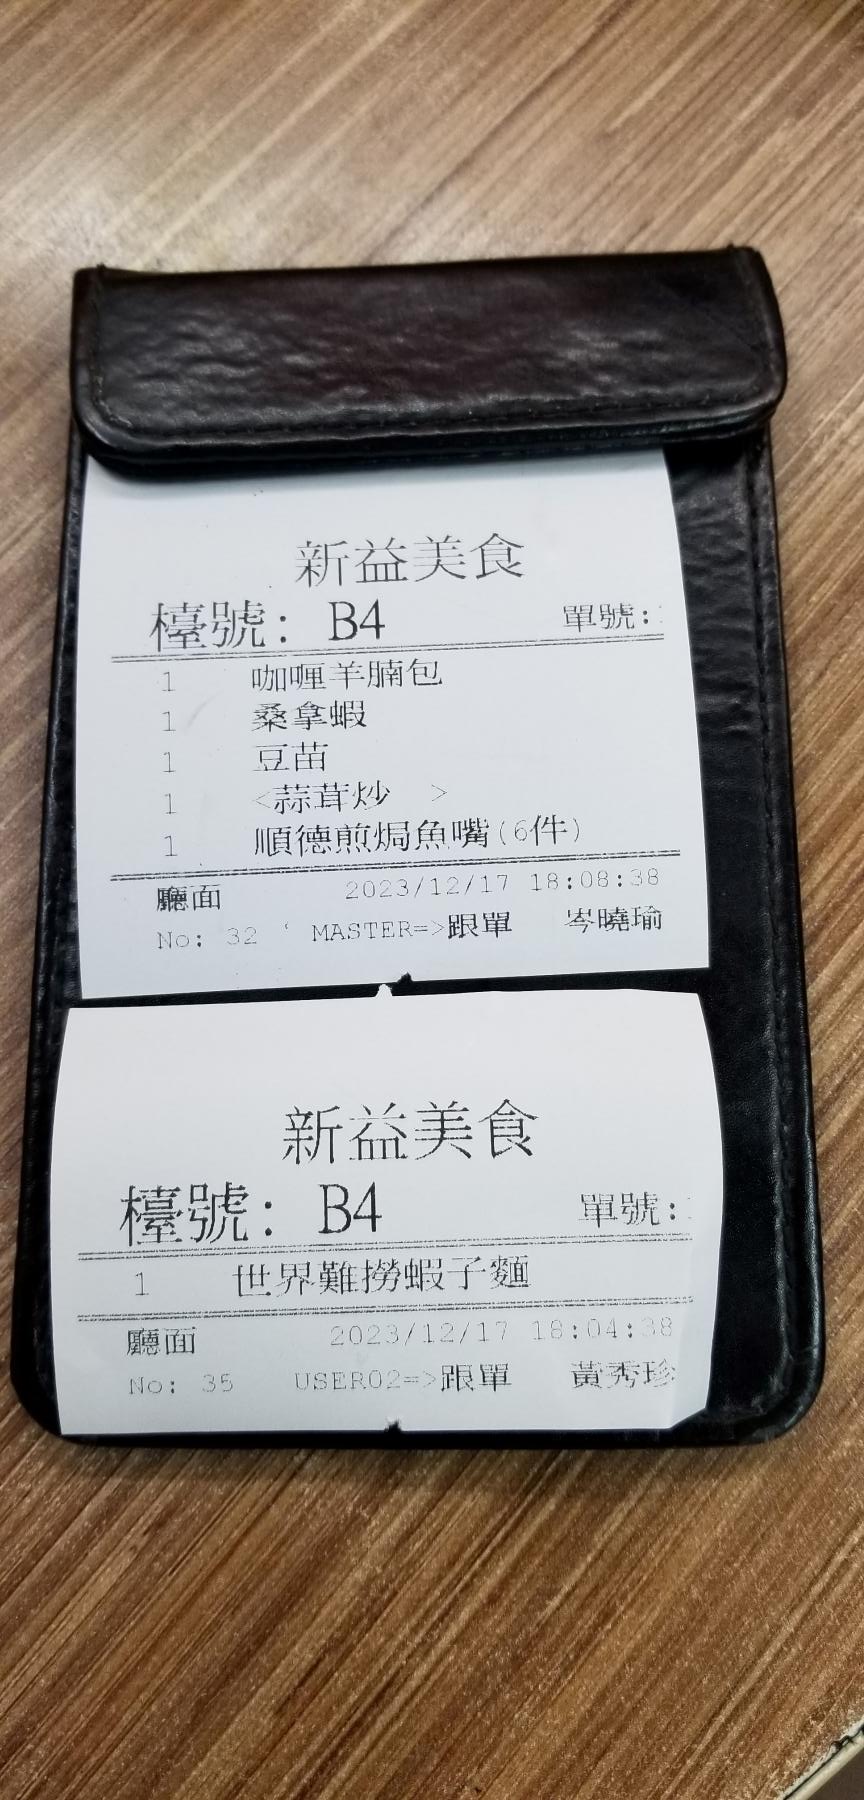 新益美食
檯號: B4 單號:
1 咖喱羊腩包
1 桑拿蝦
1 豆苗
1 <蒜茸炒 >
1 順德煎焗魚嘴(6件)
廳面 2023/12/17 18:08:38
No: 32 MASTER=>跟單 岑曉瑜
新益美食
檯號: B4 單號:
1 世界難撈蝦子麵
廳面 2023/12/17 18:04:38
No: 35 USER02=>跟單 黃秀珍